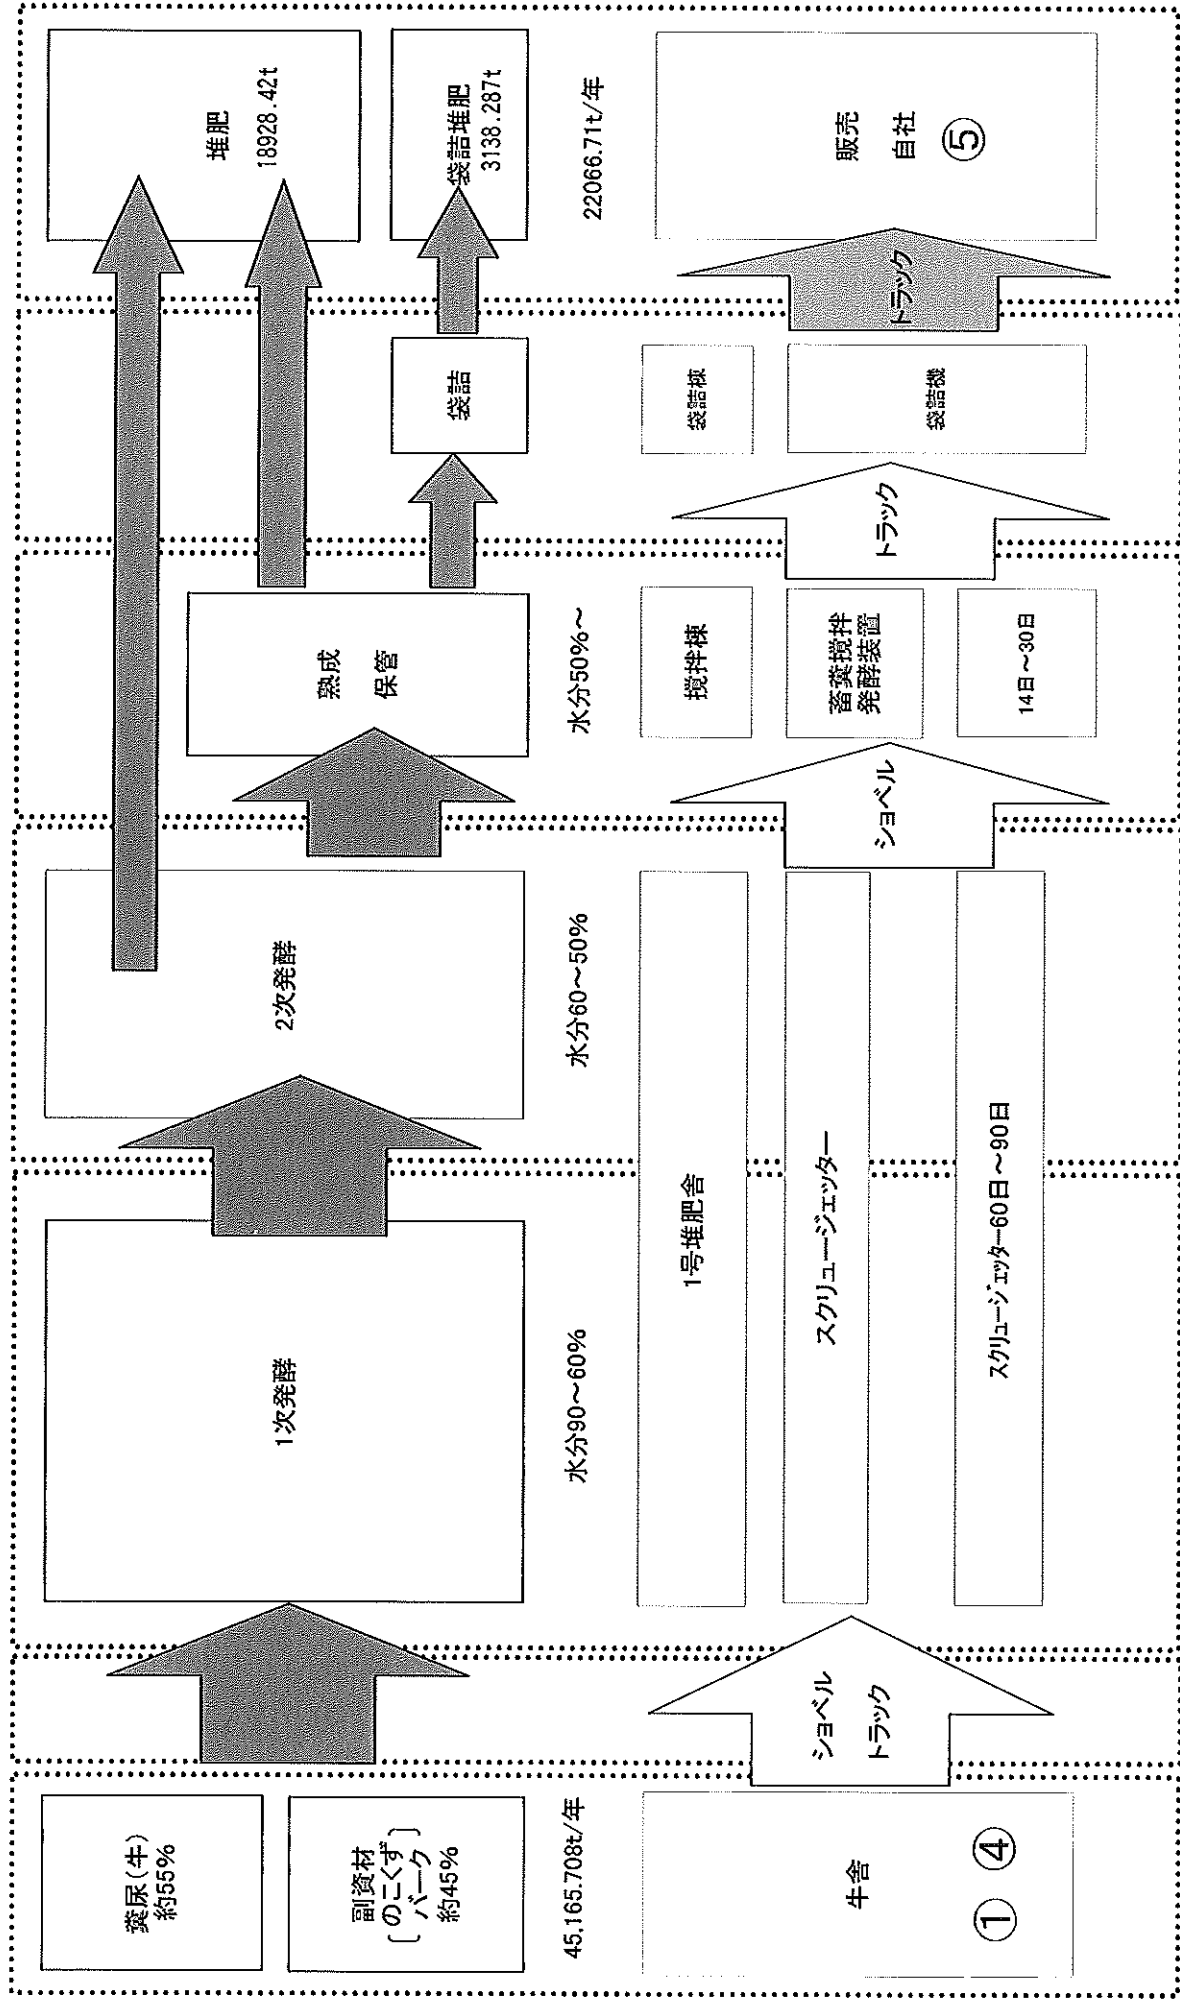 糞尿(牛)
約55%
副資材
のこくず
バーク
約45%
45,165.708t/年
牛舎
① ④
ショベル
トラック
1次発酵
水分90～60%
2次発酵
水分60～50%
1号堆肥舎
スクリュージェッター
スクリュージェッター60日～90日
ショベル
熟成
保管
水分50%～
攪拌棟
畜糞攪拌
発酵装置
14日～30日
トラック
袋詰
袋詰棟
袋詰機
トラック
堆肥
18928.42t
袋詰堆肥
3138.287t
22066.71t/年
販売
自社
⑤